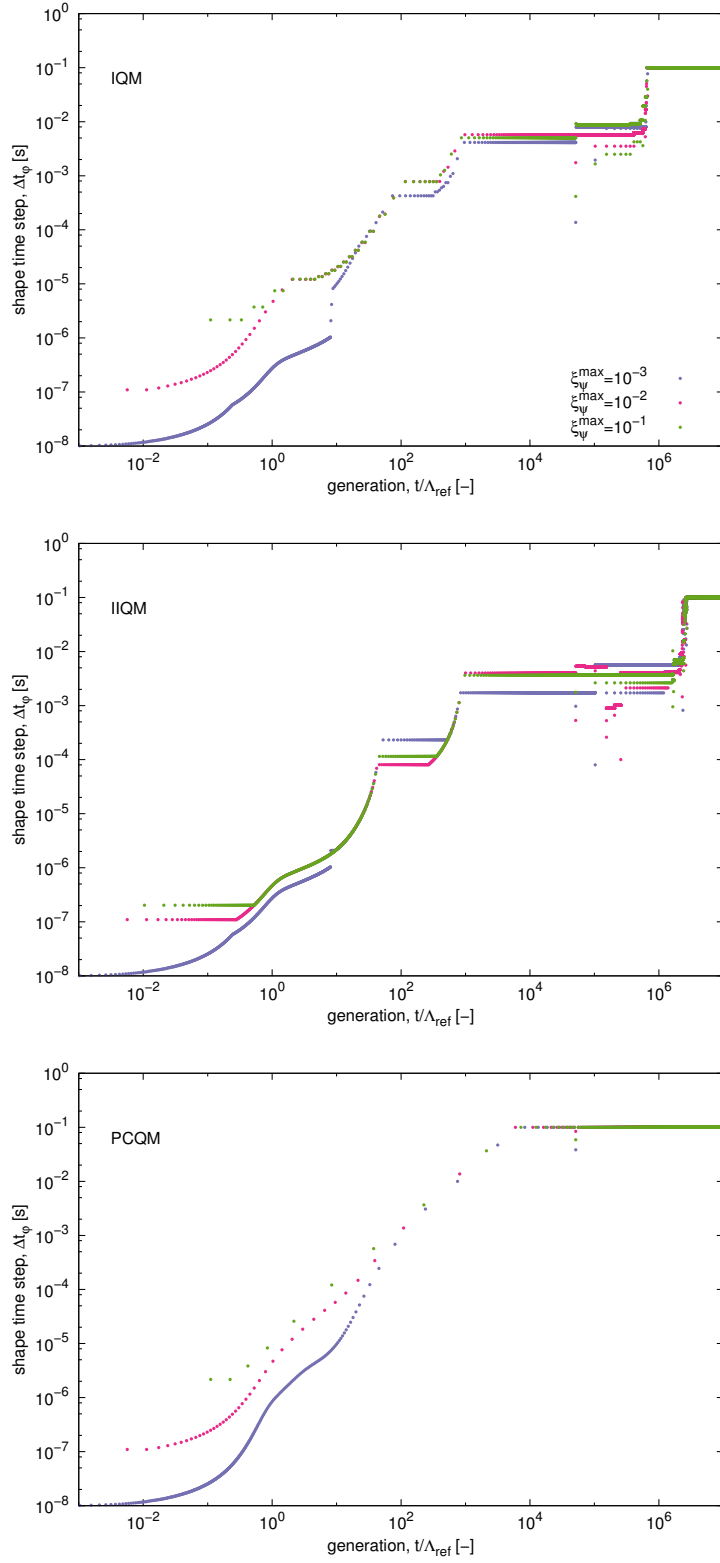 10^0
10^-1
10^-2
10^-3
10^-4
10^-5
10^-6
10^-7
10^-8
shape time step, Δt_φ [s]
IQM
ξ_ψ^max=10^-3
ξ_ψ^max=10^-2
ξ_ψ^max=10^-1
10^-2 10^0 10^2 10^4 10^6
generation, t/Λ_ref [-]
10^0
10^-1
10^-2
10^-3
10^-4
10^-5
10^-6
10^-7
10^-8
shape time step, Δt_φ [s]
IIQM
10^-2 10^0 10^2 10^4 10^6
generation, t/Λ_ref [-]
10^0
10^-1
10^-2
10^-3
10^-4
10^-5
10^-6
10^-7
10^-8
shape time step, Δt_φ [s]
PCQM
10^-2 10^0 10^2 10^4 10^6
generation, t/Λ_ref [-]